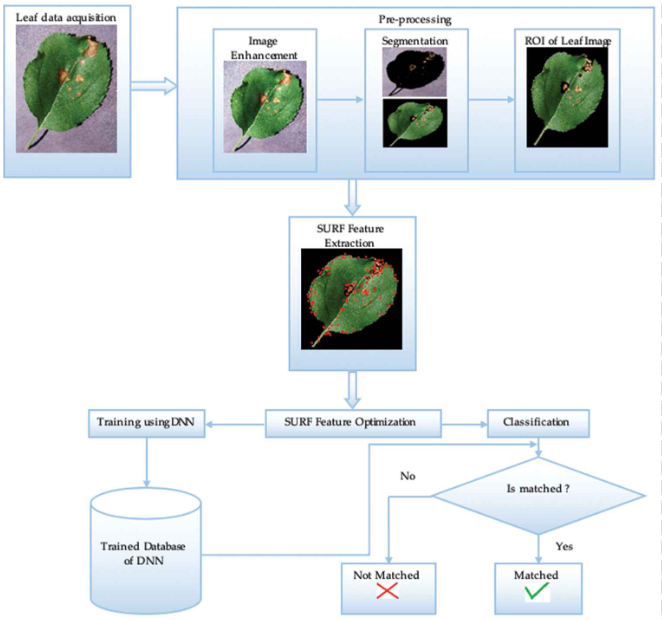 Leaf data acquisition
Pre-processing
Image
Enhancement
Segmentation
ROI of Leaf Image
SURF Feature
Extraction
Training using DNN
SURF Feature Optimization
Classification
No
Is matched ?
Trained Database
of DNN
Yes
Not Matched
Matched